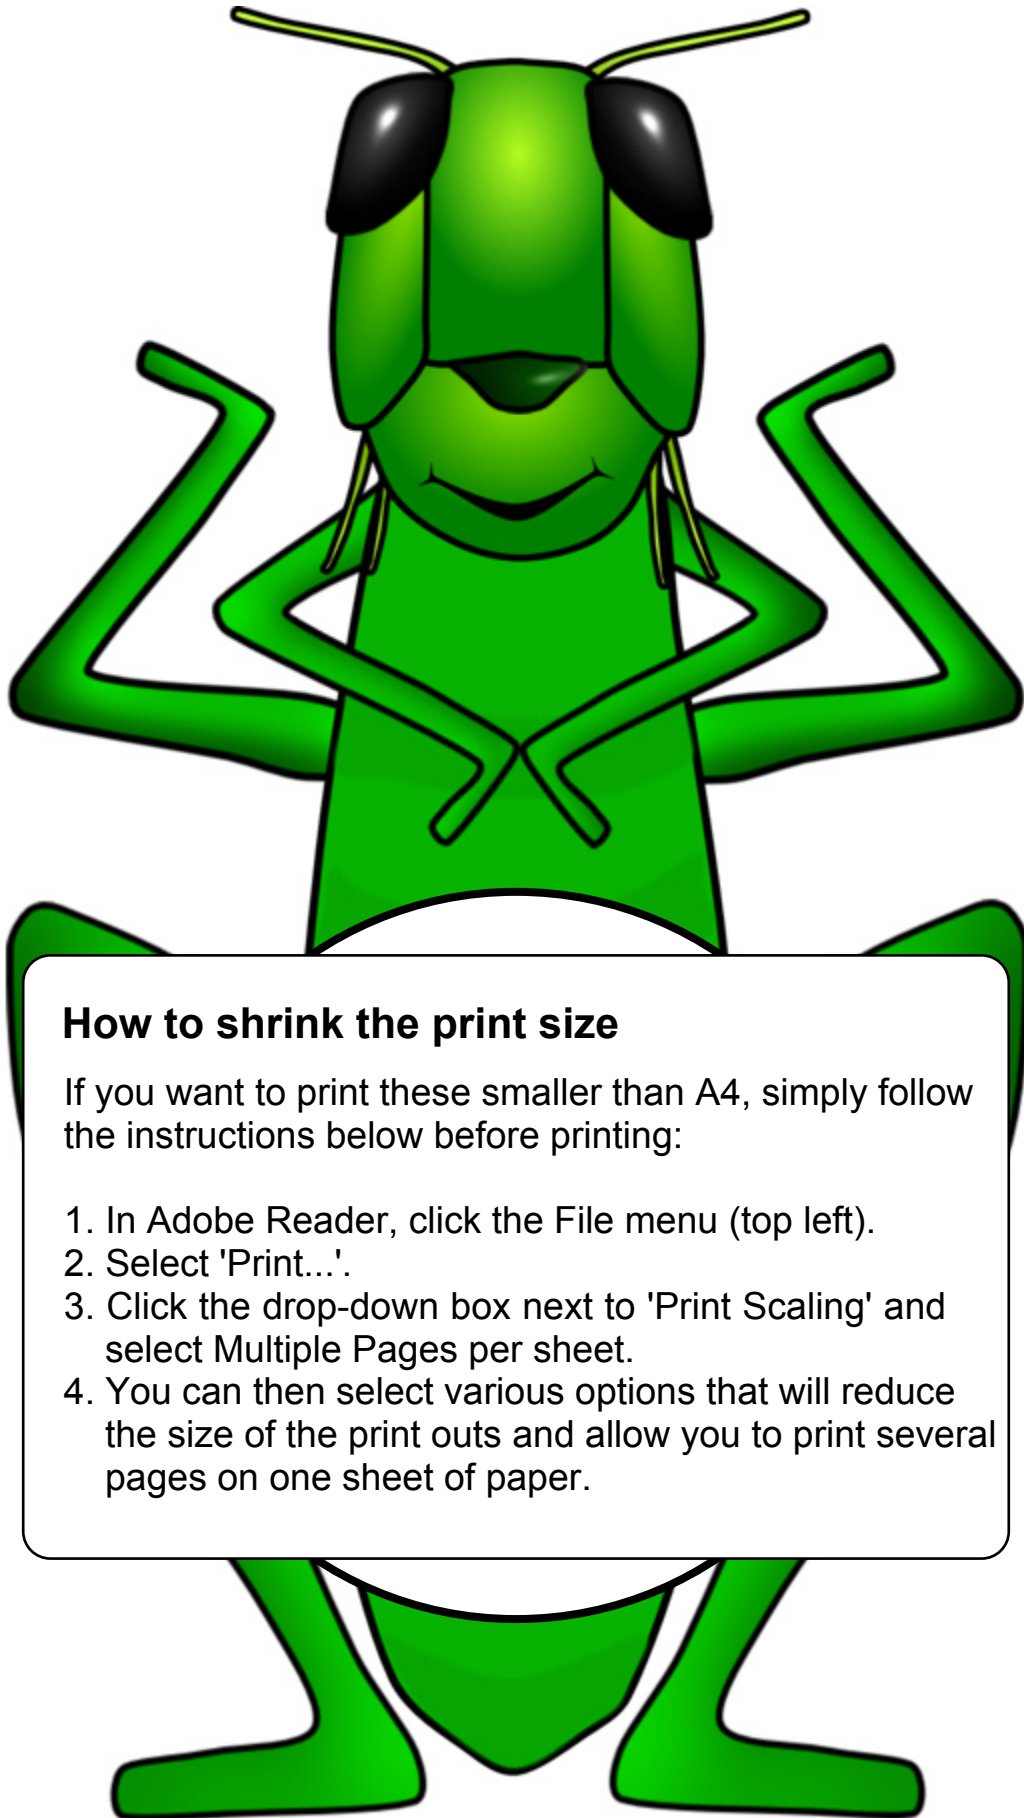 How to shrink the print size
If you want to print these smaller than A4, simply follow
the instructions below before printing:
1. In Adobe Reader, click the File menu (top left).
2. Select 'Print...'.
3. Click the drop-down box next to 'Print Scaling' and
select Multiple Pages per sheet.
4. You can then select various options that will reduce
the size of the print outs and allow you to print several
pages on one sheet of paper.